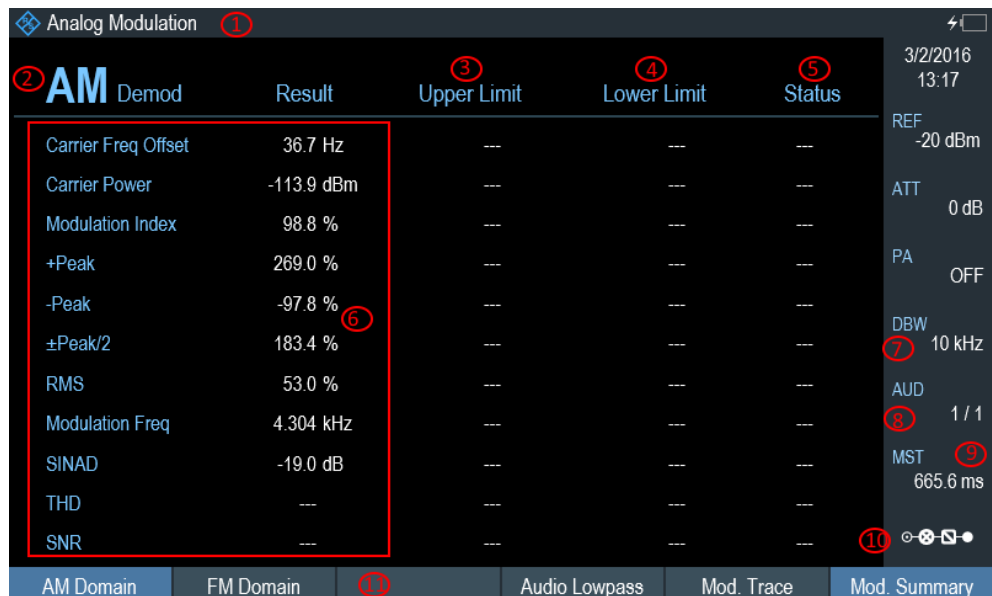 Analog Modulation 1
3/2/2016
13:17
2 AM Demod Result 3 Upper Limit 4 Lower Limit 5 Status
REF
-20 dBm
Carrier Freq Offset 36.7 Hz --- --- ---
Carrier Power -113.9 dBm --- --- ---
ATT
0 dB
Modulation Index 98.8 % --- --- ---
+Peak 269.0 % --- --- ---
PA
OFF
-Peak -97.8 % 6 --- --- ---
±Peak/2 183.4 % --- --- ---
DBW
7 10 kHz
RMS 53.0 % --- --- ---
AUD
8 1 / 1
Modulation Freq 4.304 kHz --- --- ---
SINAD -19.0 dB --- --- ---
MST 9
665.6 ms
THD --- --- --- ---
SNR --- --- --- ---
10
AM Domain FM Domain 11 Audio Lowpass Mod. Trace Mod. Summary